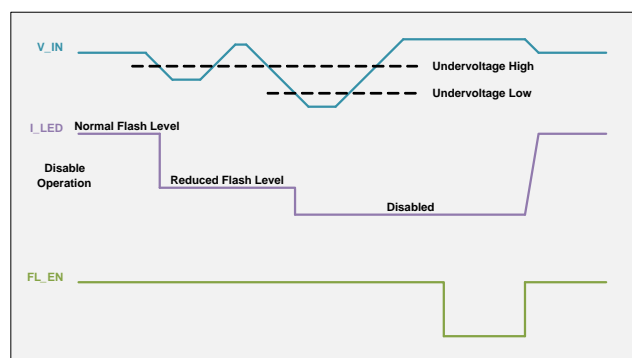 V_IN
Undervoltage High
Undervoltage Low
I_LED
Normal Flash Level
Disable
Operation
Reduced Flash Level
Disabled
FL_EN